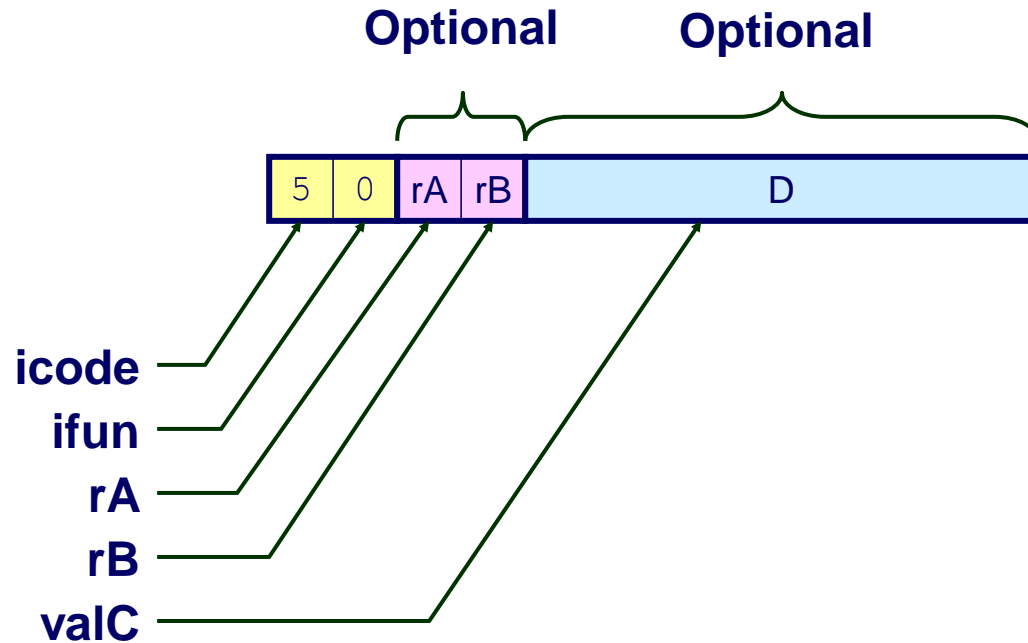 Optional Optional
5 0 rA rB D
icode
ifun
rA
rB
valC